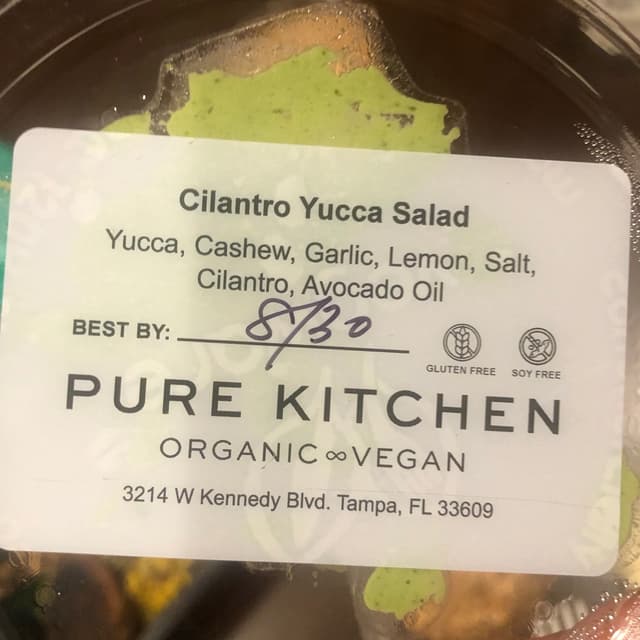 Cilantro Yucca Salad
Yucca, Cashew, Garlic, Lemon, Salt,
Cilantro, Avocado Oil
BEST BY: 8/30
GLUTEN FREE SOY FREE
PURE KITCHEN
ORGANIC∞VEGAN
3214 W Kennedy Blvd. Tampa, FL 33609